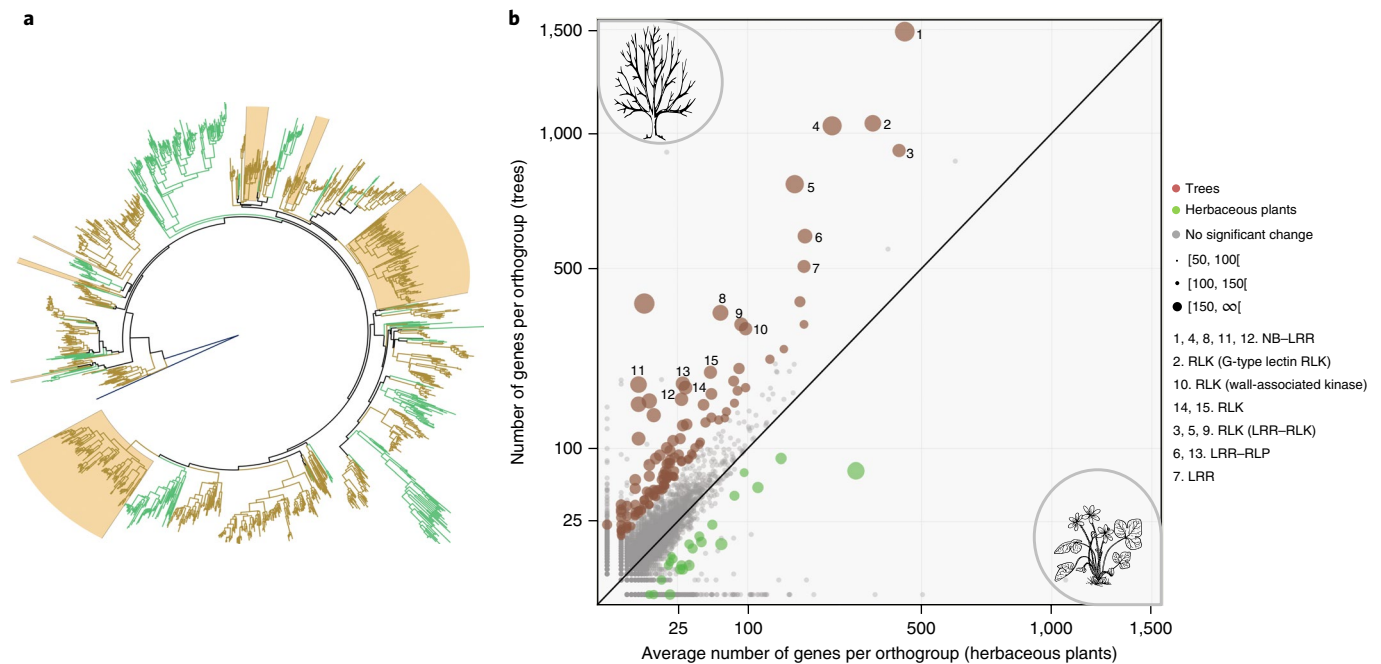 a
b
1,500
1,000
500
100
25
Number of genes per orthogroup (trees)
1
2
4
3
5
6
7
8
9
10
11
13
15
12
14
25
100
500
1,000
1,500
Average number of genes per orthogroup (herbaceous plants)
Trees
Herbaceous plants
No significant change
[50, 100[
[100, 150[
[150, ∞[
1, 4, 8, 11, 12. NB–LRR
2. RLK (G-type lectin RLK)
10. RLK (wall-associated kinase)
14, 15. RLK
3, 5, 9. RLK (LRR–RLK)
6, 13. LRR–RLP
7. LRR